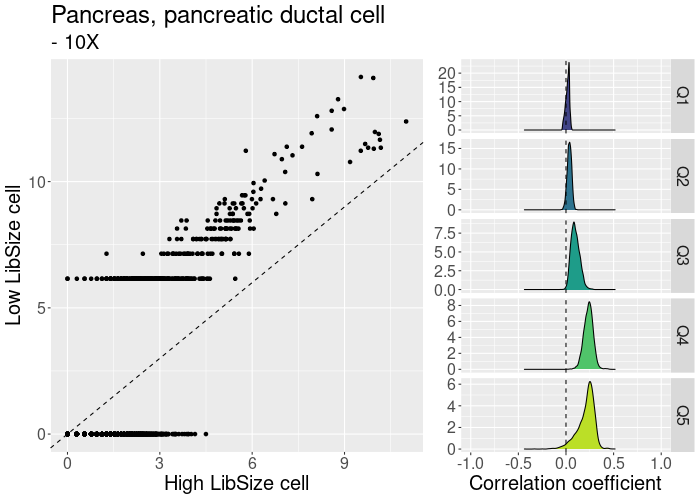 Pancreas, pancreatic ductal cell
- 10X
Low LibSize cell
10
5
0
0 3 6 9
High LibSize cell
20
15
10
5
0
Q1
15
10
5
0
Q2
7.5
5.0
2.5
0.0
Q3
8
6
4
2
0
Q4
6
4
2
0
Q5
-1.0 -0.5 0.0 0.5 1.0
Correlation coefficient